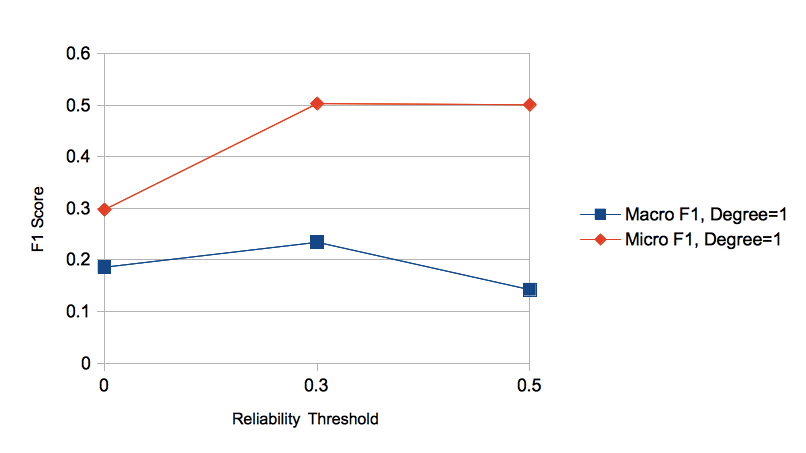 0.6
0.5
0.4
0.3
0.2
0.1
0
F1 Score
0 0.3 0.5
Reliability Threshold
Macro F1, Degree=1
Micro F1, Degree=1